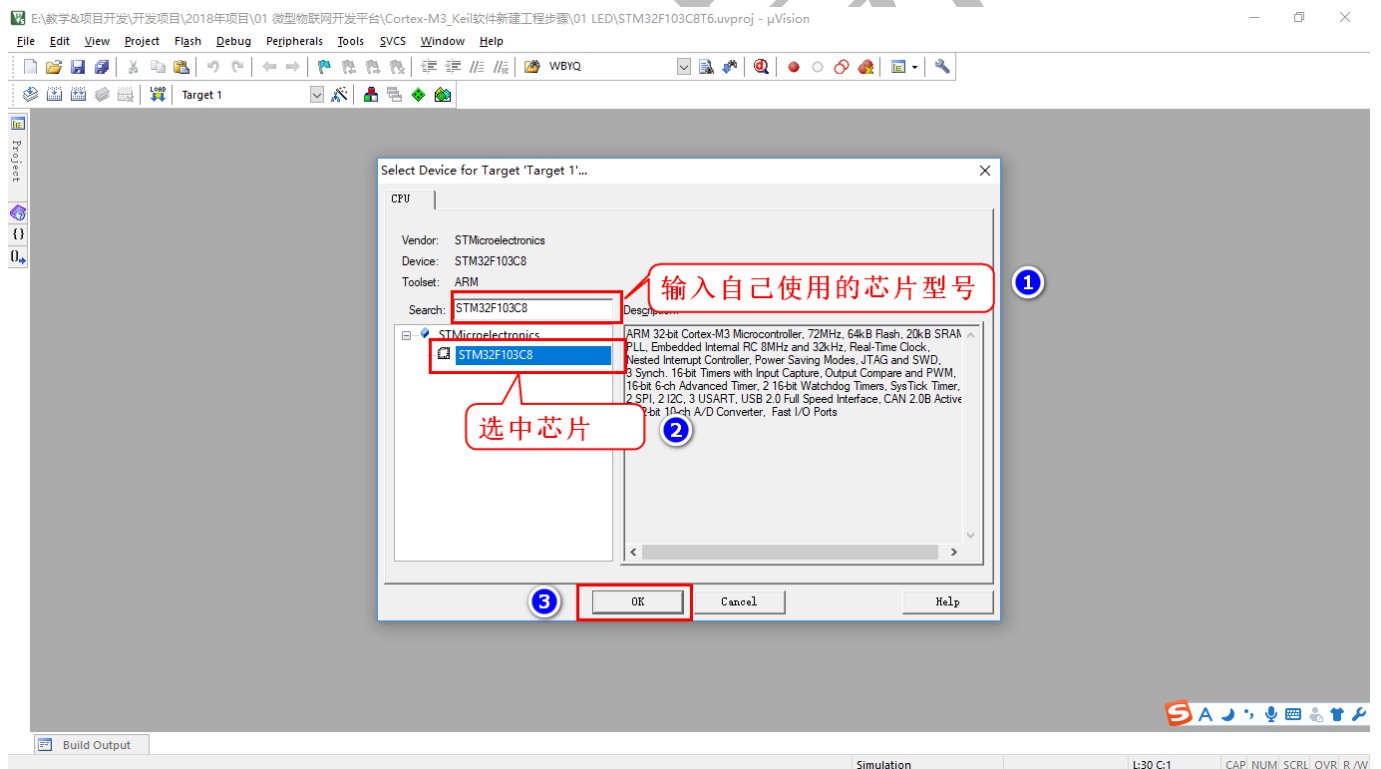 E:\教学&项目开发\开发项目\2018年项目\01 微型物联网开发平台\Cortex-M3_Keil软件新建工程步骤\01 LED\STM32F103C8T6.uvproj - µVision
File Edit View Project Flash Debug Peripherals Tools SVCS Window Help
WBYQ
LOAD Target 1
Project
Select Device for Target 'Target 1'...
CPU
Vendor: STMicroelectronics
Device: STM32F103C8
Toolset: ARM
输入自己使用的芯片型号
1
Search: STM32F103C8
Description:
STMicroelectronics
STM32F103C8
ARM 32-bit Cortex-M3 Microcontroller, 72MHz, 64kB Flash, 20kB SRAM
PLL, Embedded Internal RC 8MHz and 32kHz, Real-Time Clock,
Nested Interrupt Controller, Power Saving Modes, JTAG and SWD,
3 Synch. 16-bit Timers with Input Capture, Output Compare and PWM,
16-bit 6-ch Advanced Timer, 2 16-bit Watchdog Timers, SysTick Timer,
2 SPI, 2 I2C, 3 USART, USB 2.0 Full Speed Interface, CAN 2.0B Active
2-bit 10-ch A/D Converter, Fast I/O Ports
选中芯片
2
3
OK Cancel Help
Build Output
Simulation L:30 C:1 CAP NUM SCRL OVR R/W